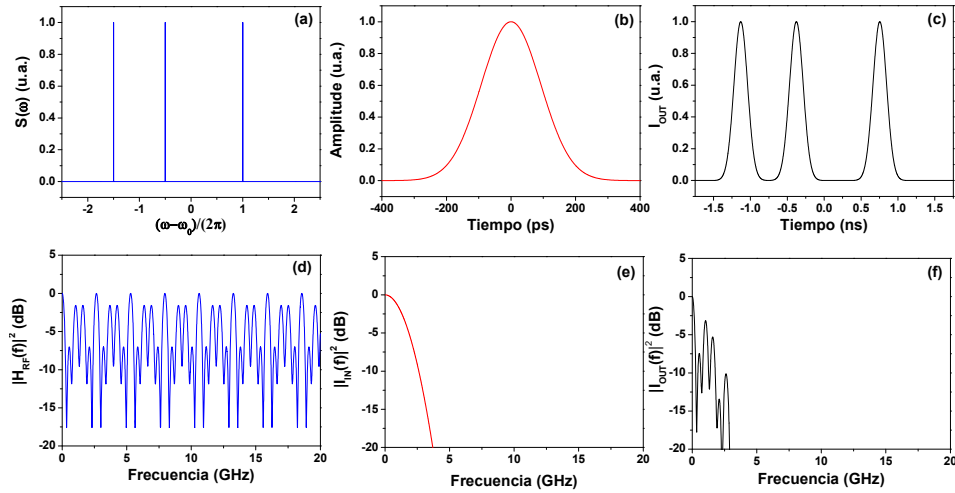 (a)
S(ω) (u.a.)
1.0
0.8
0.6
0.4
0.2
0.0
-2 -1 0 1 2
(ω−ω₀)/(2π)
(b)
Amplitude (u.a.)
1.0
0.8
0.6
0.4
0.2
0.0
-400 -200 0 200 400
Tiempo (ps)
(c)
I_OUT (u.a.)
1.0
0.8
0.6
0.4
0.2
0.0
-1.5 -1.0 -0.5 0.0 0.5 1.0 1.5
Tiempo (ns)
(d)
|H_RF(f)|² (dB)
5
0
-5
-10
-15
-20
0 5 10 15 20
Frecuencia (GHz)
(e)
|I_IN(f)|² (dB)
5
0
-5
-10
-15
-20
0 5 10 15 20
Frecuencia (GHz)
(f)
|I_OUT(f)|² (dB)
5
0
-5
-10
-15
-20
0 5 10 15 20
Frecuencia (GHz)